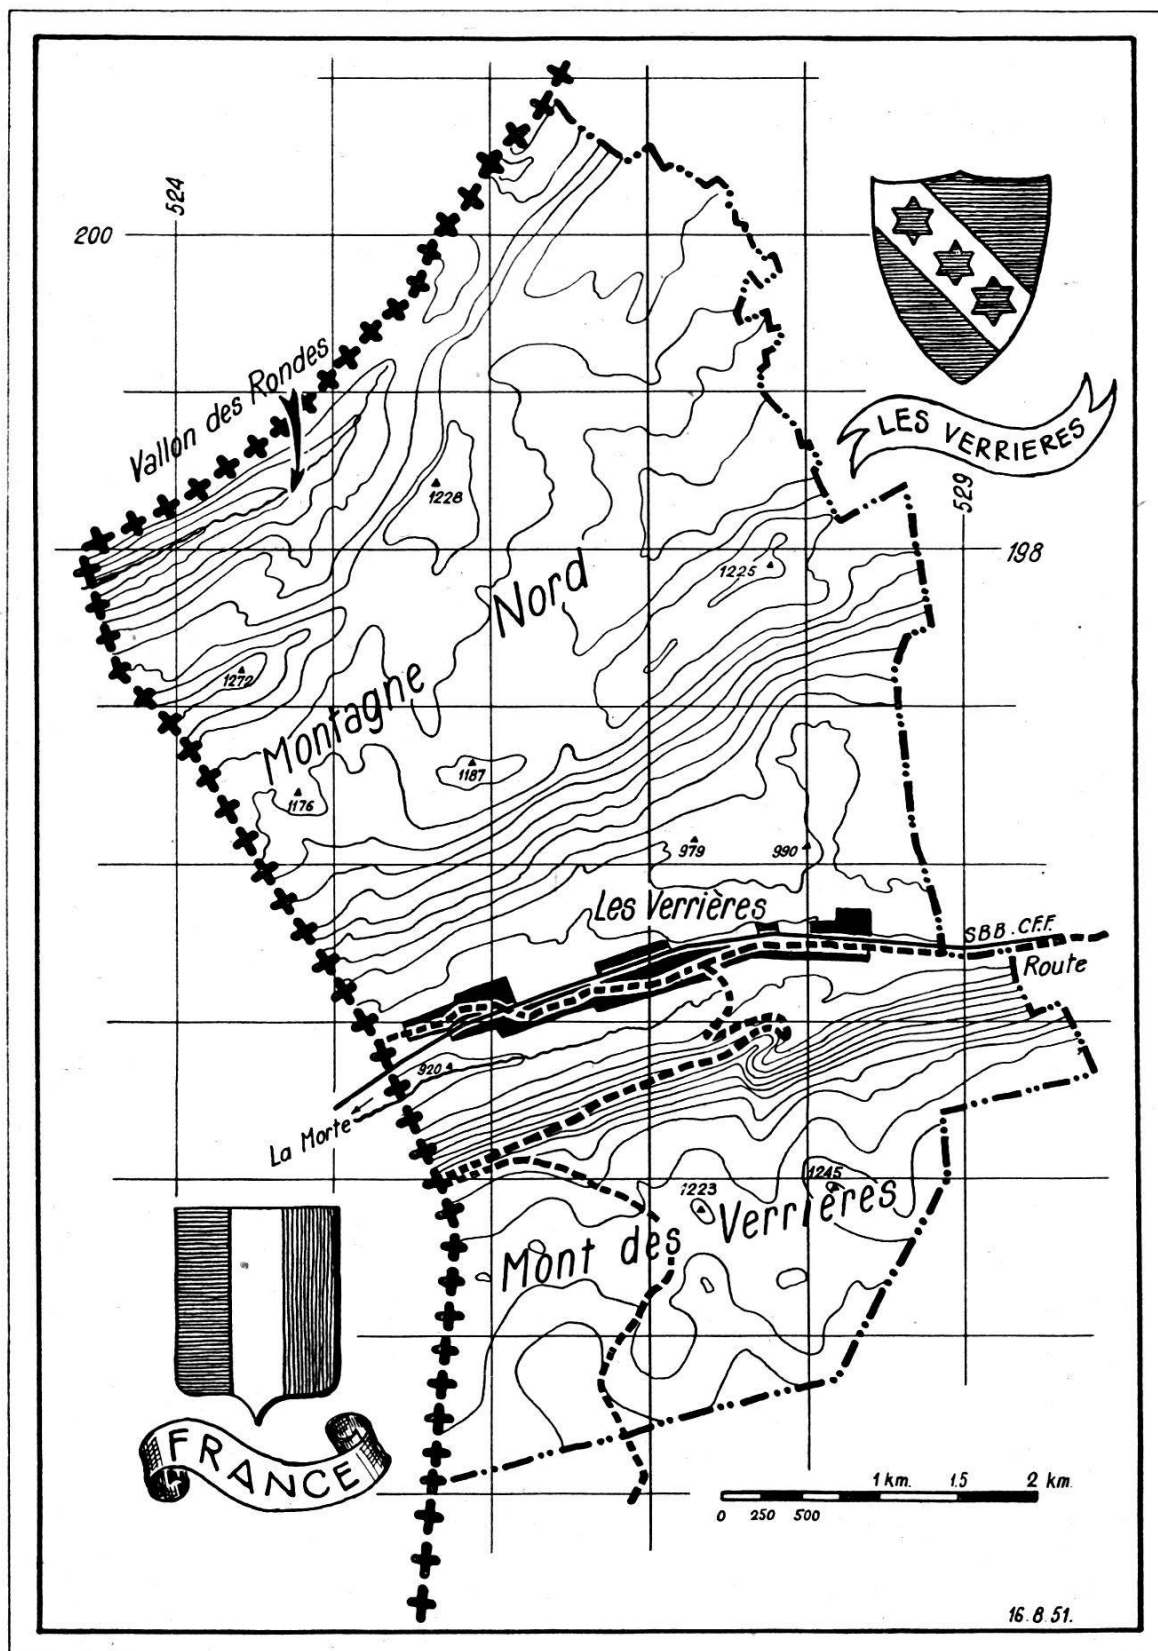 524
200
Vallon des Rondes
LES VERRIERES
529
1228
198
1225
Nord
1272
Montagne
1187
1176
979
990
Les Verrières
SBB. C.F.F.
Route
920
La Morte
1245
1223
Mont des Verrières
FRANCE
1 km. 1.5 2 km
0 250 500
16.8.51.